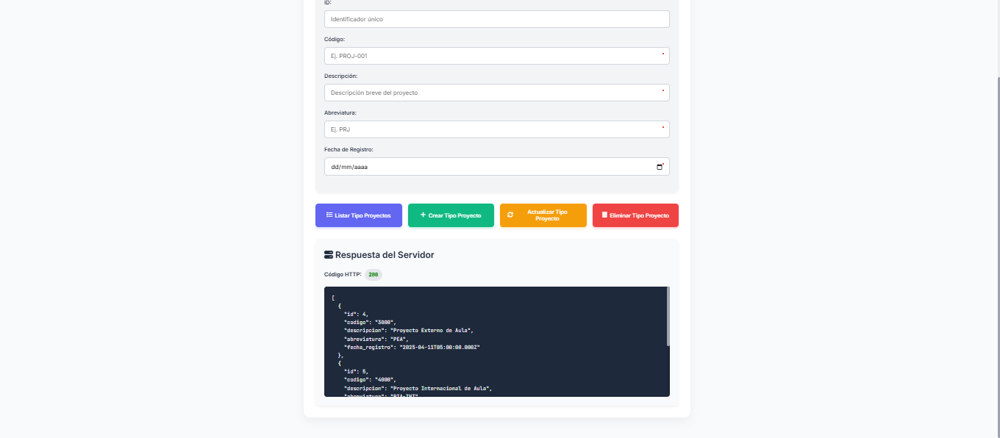 ID:
Identificador único
Código:
Ej. PROJ-001
Descripción:
Descripción breve del proyecto
Abreviatura:
Ej. PRJ
Fecha de Registro:
dd/mm/aaaa
Listar Tipo Proyectos
Crear Tipo Proyecto
Actualizar Tipo
Proyecto
Eliminar Tipo Proyecto
Respuesta del Servidor
Código HTTP: 200
[
{
"id": 4,
"codigo": "3000",
"descripcion": "Proyecto Externo de Aula",
"abreviatura": "PEA",
"fecha_registro": "2025-04-11T05:00:00.000Z"
},
{
"id": 5,
"codigo": "4000",
"descripcion": "Proyecto Internacional de Aula",
"abreviatura": "PIA-INT"